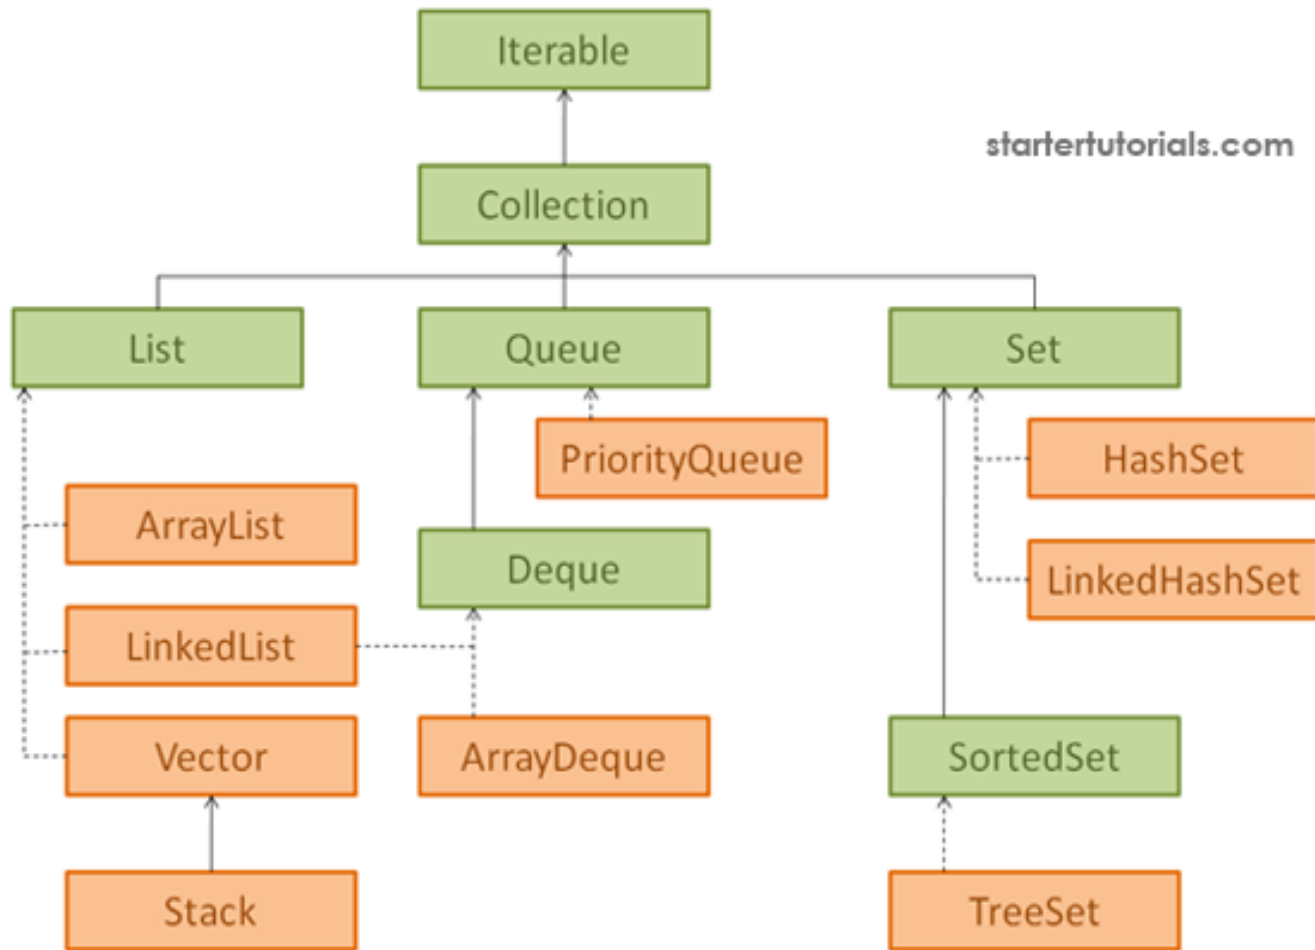 Iterable
startertutorials.com
Collection
List
Queue
Set
PriorityQueue
HashSet
ArrayList
Deque
LinkedHashSet
LinkedList
Vector
ArrayDeque
SortedSet
Stack
TreeSet